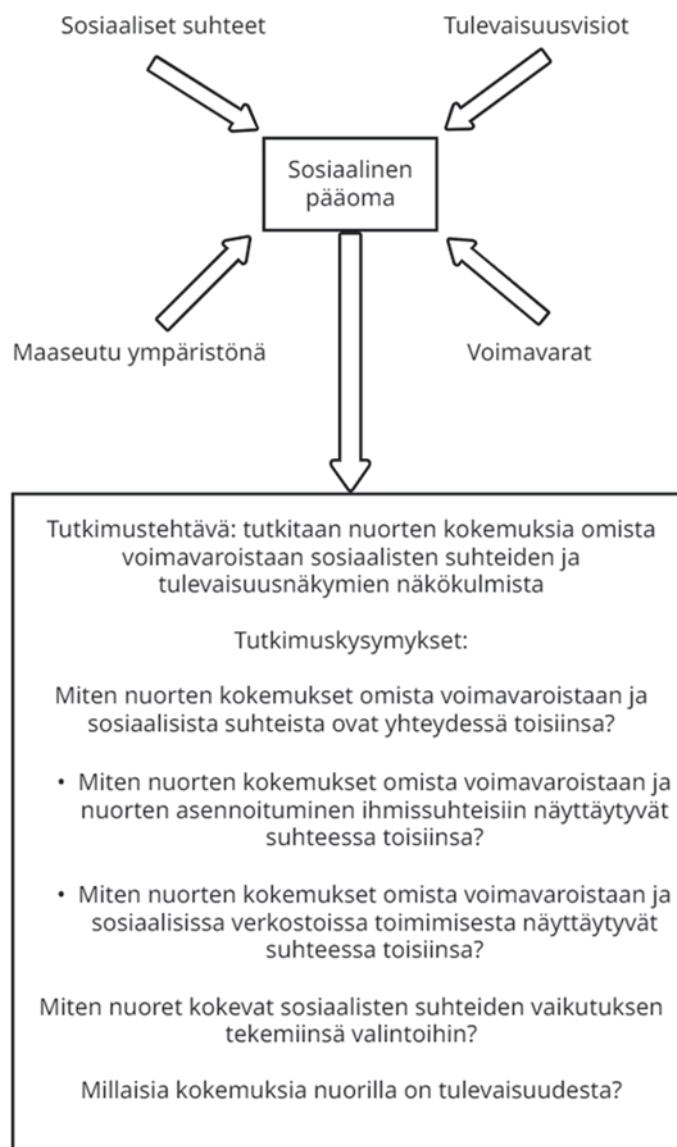 Sosiaaliset suhteet
Tulevaisuusvisiot
Sosiaalinen
pääoma
Maaseutu ympäristönä
Voimavarat
Tutkimustehtävä: tutkitaan nuorten kokemuksia omista
voimavaroistaan sosiaalisten suhteiden ja
tulevaisuusnäkymien näkökulmista
Tutkimuskysymykset:
Miten nuorten kokemukset omista voimavaroistaan ja
sosiaalisista suhteista ovat yhteydessä toisiinsa?
• Miten nuorten kokemukset omista voimavaroistaan ja
nuorten asennoituminen ihmissuhteisiin näyttäytyvät
suhteessa toisiinsa?
• Miten nuorten kokemukset omista voimavaroistaan ja
sosiaalisissa verkostoissa toimimisesta näyttäytyvät
suhteessa toisiinsa?
Miten nuoret kokevat sosiaalisten suhteiden vaikutuksen
tekemiinsä valintoihin?
Millaisia kokemuksia nuorilla on tulevaisuudesta?